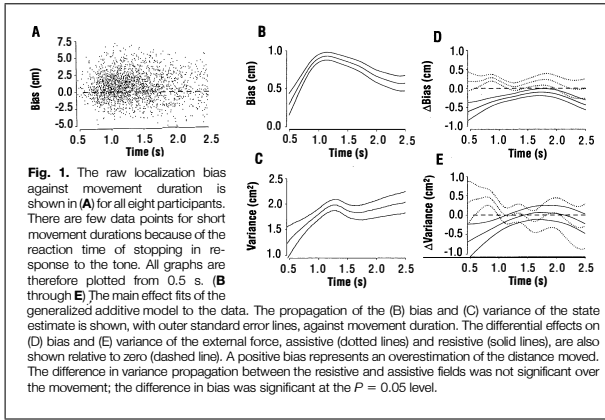 A
7.5
5.0
2.5
0.0
-2.5
-5.0
Bias (cm)
0.5 1.0 1.5 2.0 2.5
Time (s)
B
1.0
0.5
0.0
Bias (cm)
0.5 1.0 1.5 2.0 2.5
Time (s)
C
2.5
2.0
1.5
1.0
Variance (cm²)
0.5 1.0 1.5 2.0 2.5
Time (s)
D
1.0
0.5
0.0
-0.5
-1.0
ΔBias (cm)
0.5 1.0 1.5 2.0 2.5
Time (s)
E
1.0
0.5
0.0
-0.5
-1.0
ΔVariance (cm²)
0.5 1.0 1.5 2.0 2.5
Time (s)
Fig. 1. The raw localization bias
against movement duration is
shown in (A) for all eight participants.
There are few data points for short
movement durations because of the
reaction time of stopping in re-
sponse to the tone. All graphs are
therefore plotted from 0.5 s. (B
through E) The main effect fits of the
generalized additive model to the data. The propagation of the (B) bias and (C) variance of the state
estimate is shown, with outer standard error lines, against movement duration. The differential effects on
(D) bias and (E) variance of the external force, assistive (dotted lines) and resistive (solid lines), are also
shown relative to zero (dashed line). A positive bias represents an overestimation of the distance moved.
The difference in variance propagation between the resistive and assistive fields was not significant over
the movement; the difference in bias was significant at the P = 0.05 level.